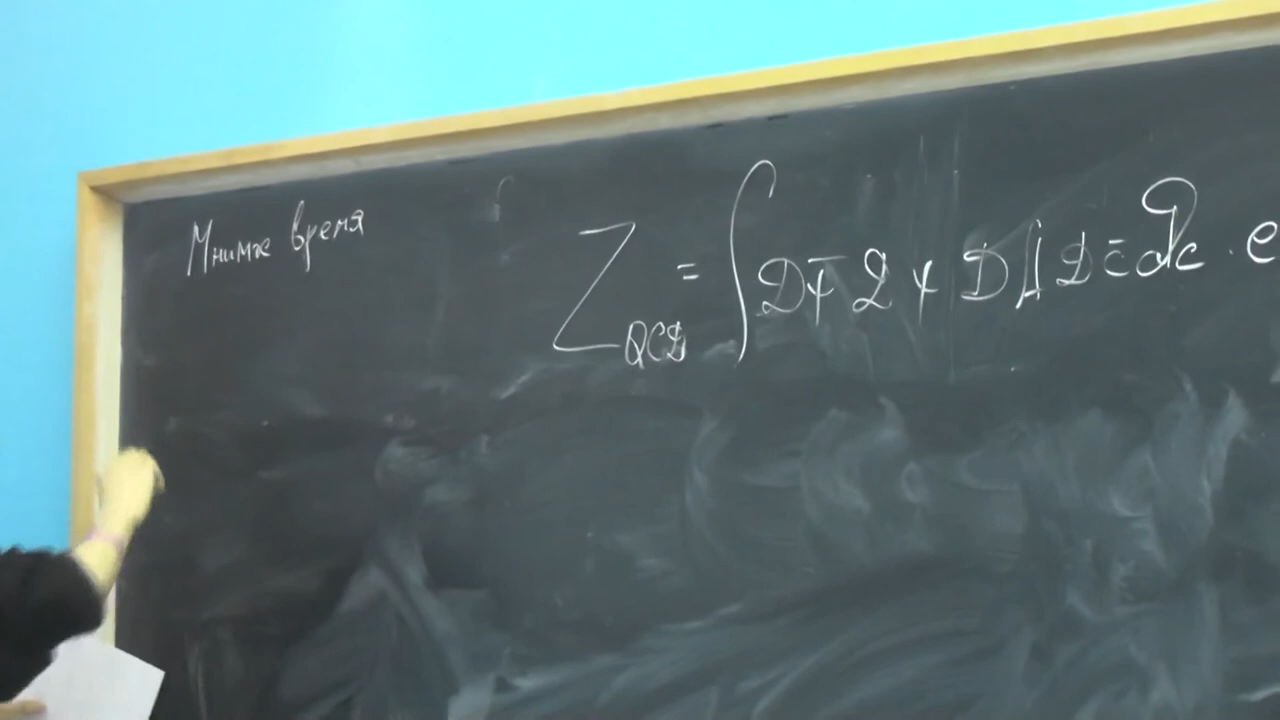 Мнимое время
Z_QCD = ∫ Dψ̄ Dψ DA Dc̄ Dc · e